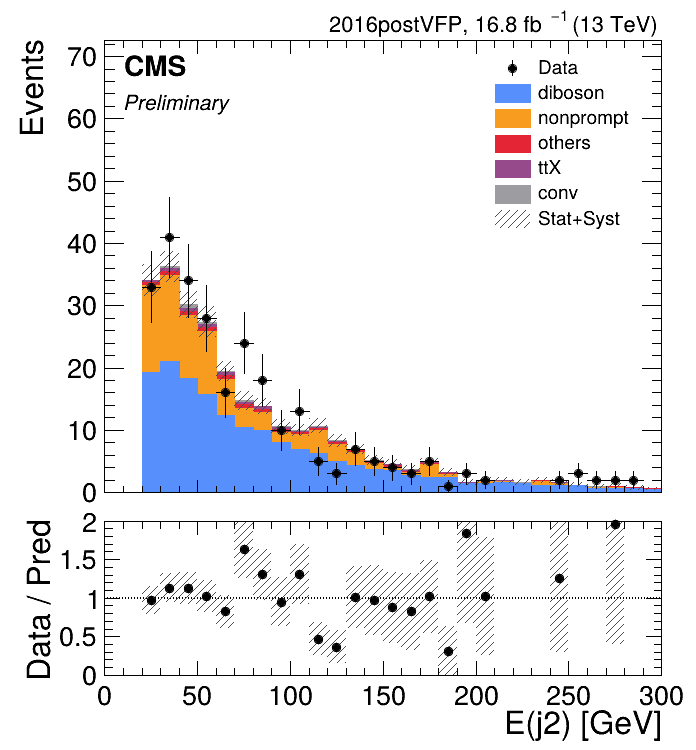 2016postVFP, 16.8 fb⁻¹ (13 TeV)
Events
70
60
50
40
30
20
10
0
CMS
Preliminary
Data
diboson
nonprompt
others
ttX
conv
Stat+Syst
Data / Pred
2
1.5
1
0.5
0
0 50 100 150 200 250 300
E(j2) [GeV]